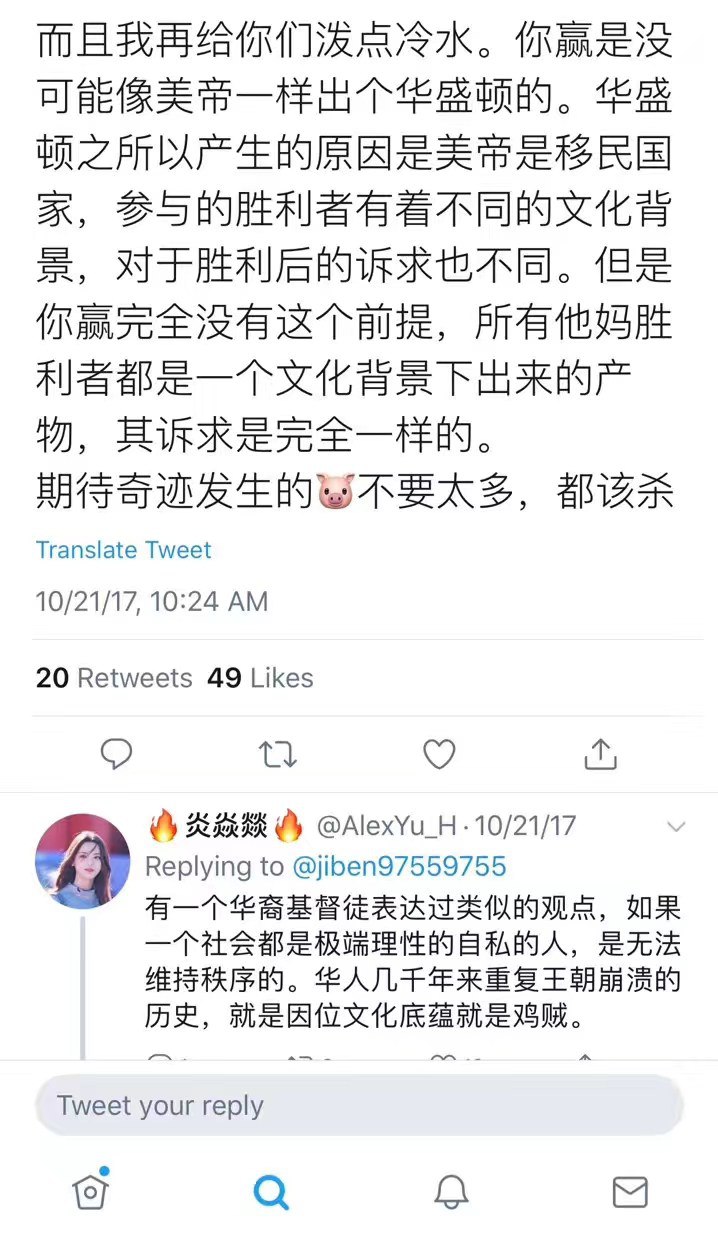 而且我再给你们泼点冷水。你赢是没
可能像美帝一样出个华盛顿的。华盛
顿之所以产生的原因是美帝是移民国
家，参与的胜利者有着不同的文化背
景，对于胜利后的诉求也不同。但是
你赢完全没有这个前提，所有他妈胜
利者都是一个文化背景下出来的产
物，其诉求是完全一样的。
期待奇迹发生的🐷不要太多，都该杀
Translate Tweet
10/21/17, 10:24 AM
20 Retweets 49 Likes
🔥炎焱燚🔥 @AlexYu_H · 10/21/17
Replying to @jiben97559755
有一个华裔基督徒表达过类似的观点，如果
一个社会都是极端理性的自私的人，是无法
维持秩序的。华人几千年来重复王朝崩溃的
历史，就是因位文化底蕴就是鸡贼。
Tweet your reply